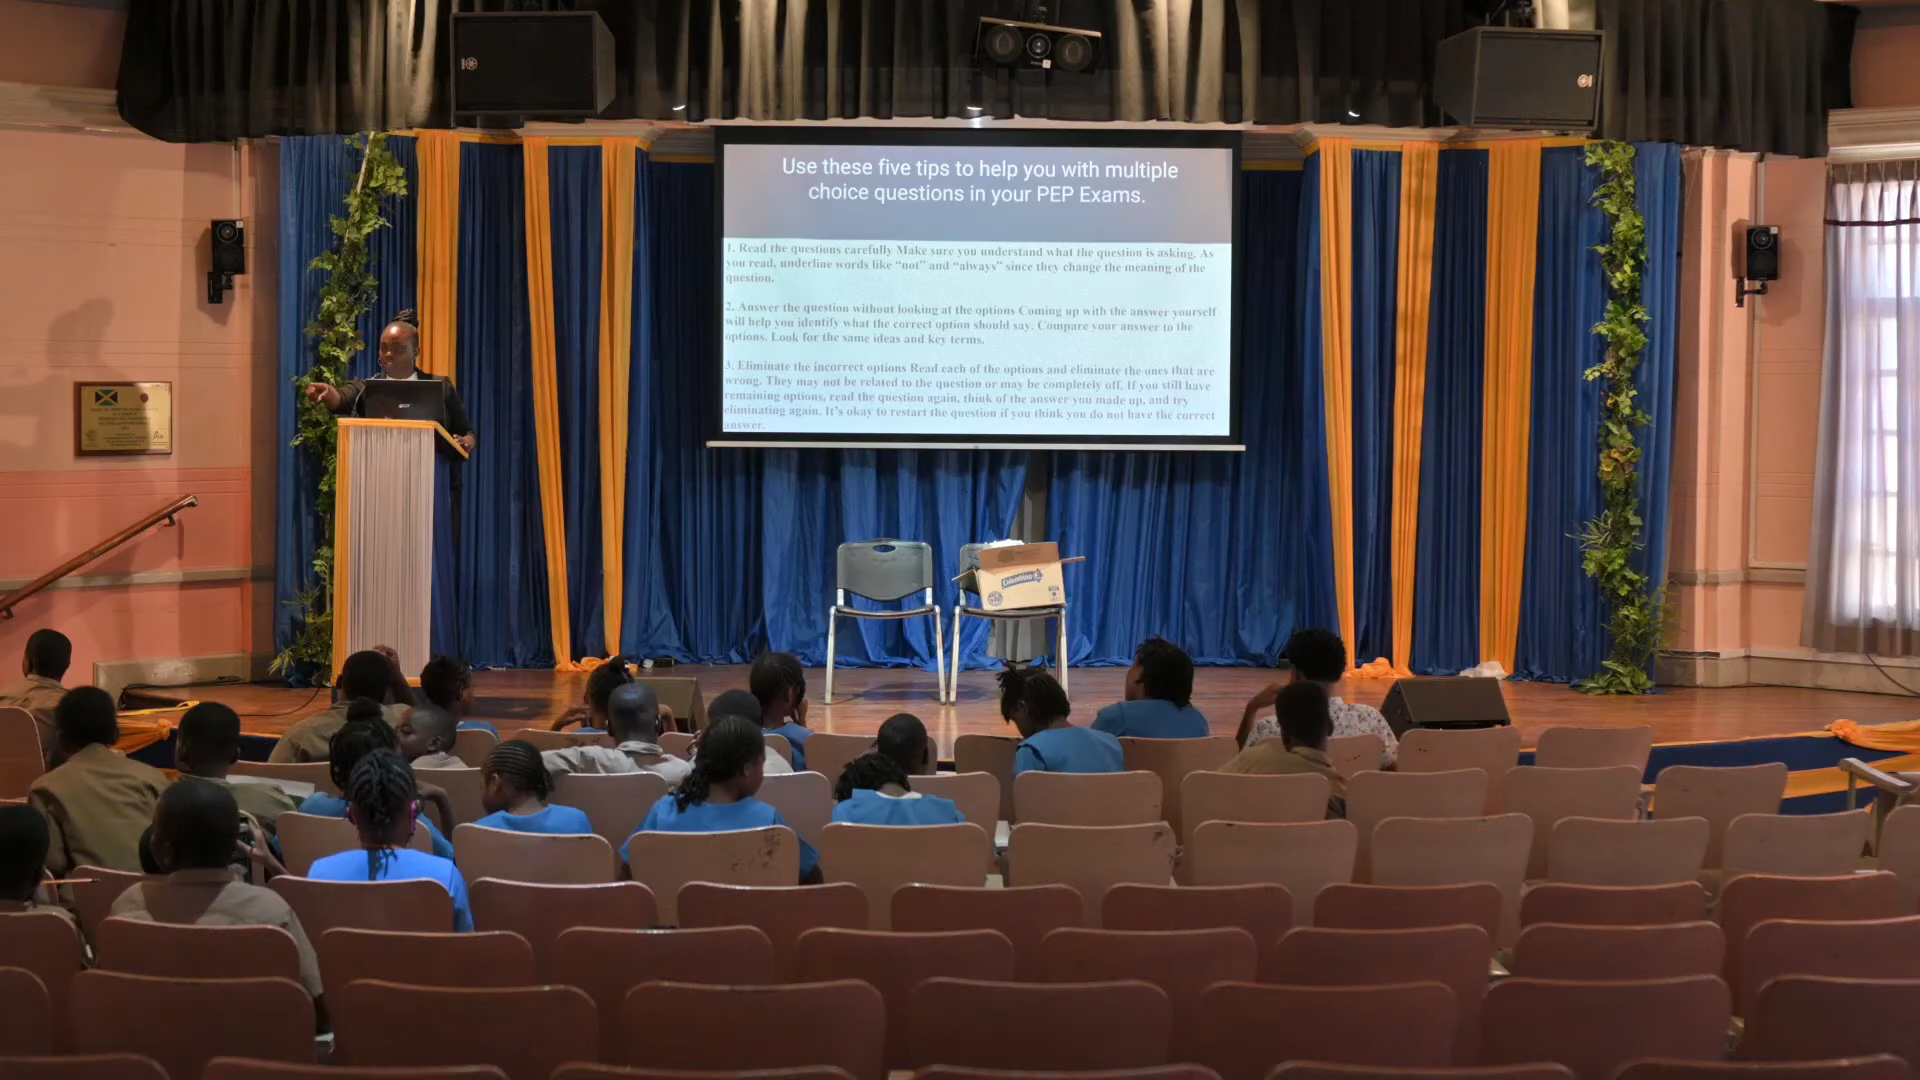 Use these five tips to help you with multiple
choice questions in your PEP Exams.
1. Read the questions carefully Make sure you understand what the question is asking. As
you read, underline words like “not” and “always” since they change the meaning of the
question.
2. Answer the question without looking at the options Coming up with the answer yourself
will help you identify what the correct option should say. Compare your answer to the
options. Look for the same ideas and key terms.
3. Eliminate the incorrect options Read each of the options and eliminate the ones that are
wrong. They may not be related to the question or may be completely off. If you still have
remaining options, read the question again, think of the answer you made up, and try
eliminating again. It’s okay to restart the question if you think you do not have the correct
answer.
Columbina